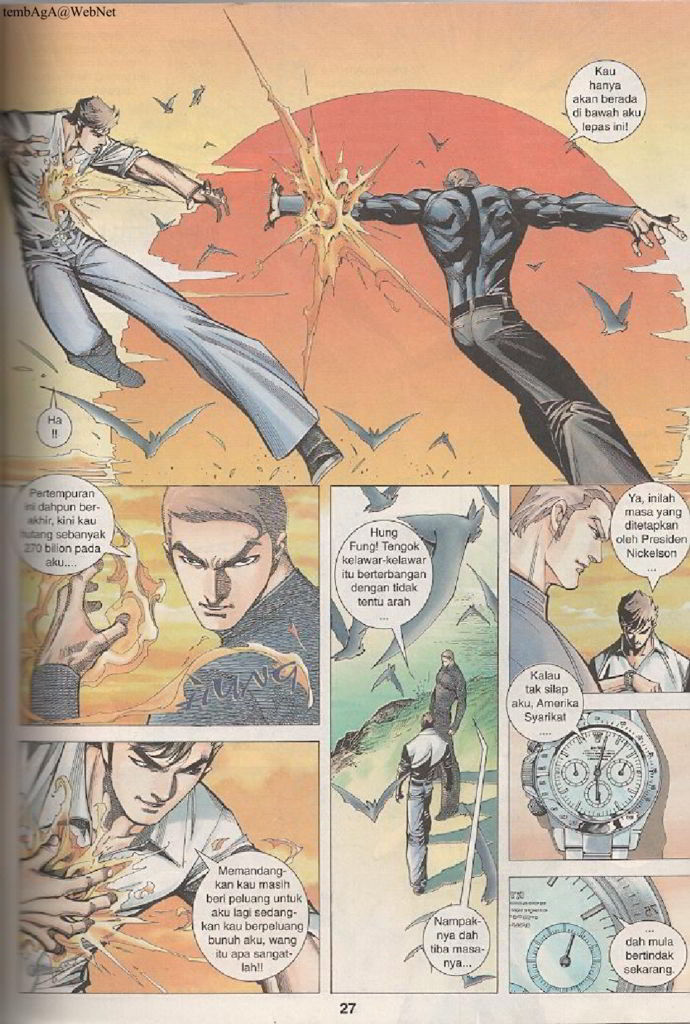 tembAgA@WebNet
Kau
hanya
akan berada
di bawah aku
lepas ini!
Ha
!!
Pertempuran
ini dahpun ber-
akhir, kini kau
hutang sebanyak
270 bilion pada
aku....
Memandang-
kan kau masih
beri peluang untuk
aku lagi sedang-
kan kau berpeluang
bunuh aku, wang
itu apa sangat-
lah!!
Hung
Fung! Tengok
kelawar-kelawar
itu berterbangan
dengan tidak
tentu arah
...
Nampak-
nya dah
tiba masa-
nya...
Ya, inilah
masa yang
ditetapkan
oleh Presiden
Nickelson
...
Kalau
tak silap
aku, Amerika
Syarikat
....
...
dah mula
bertindak
sekarang.
27